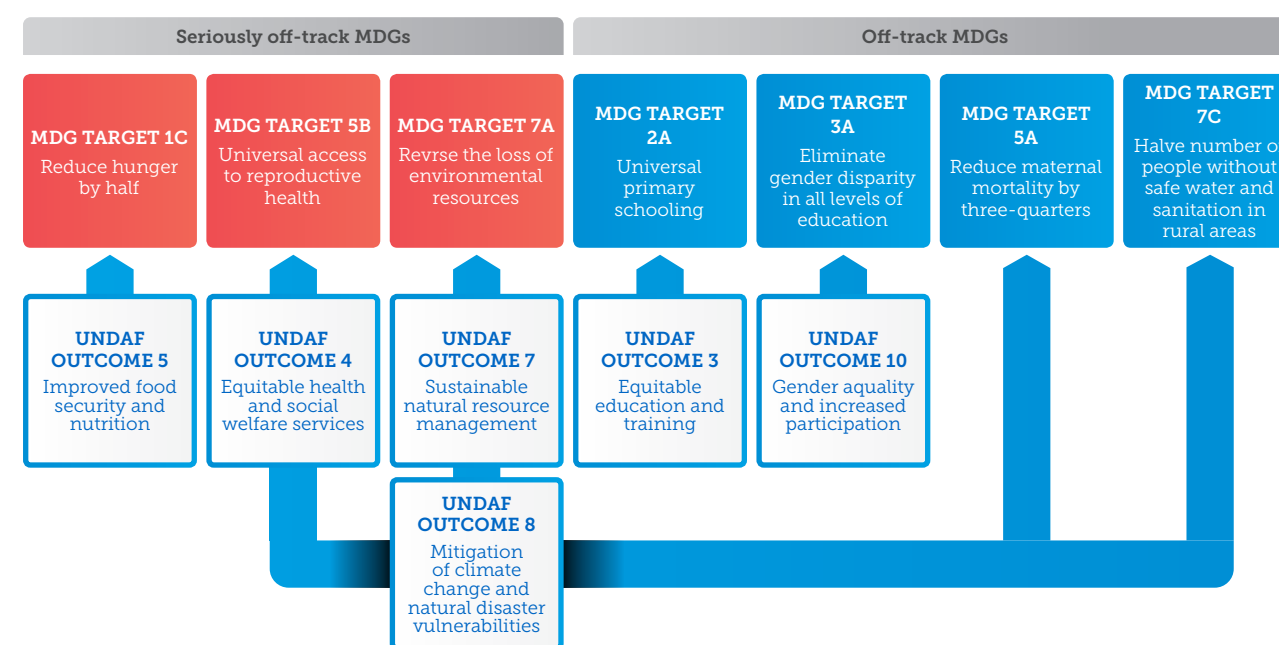 Seriously off-track MDGs
Off-track MDGs
MDG TARGET 1C
Reduce hunger
by half
MDG TARGET 5B
Universal access
to reproductive
health
MDG TARGET 7A
Revrse the loss of
environmental
resources
MDG TARGET
2A
Universal
primary
schooling
MDG TARGET
3A
Eliminate
gender disparity
in all levels of
education
MDG TARGET
5A
Reduce maternal
mortality by
three-quarters
MDG TARGET
7C
Halve number o
people without
safe water and
sanitation in
rural areas
UNDAF
OUTCOME 5
Improved food
security and
nutrition
UNDAF
OUTCOME 4
Equitable health
and social
welfare services
UNDAF
OUTCOME 7
Sustainable
natural resource
management
UNDAF
OUTCOME 3
Equitable
education and
training
UNDAF
OUTCOME 10
Gender aquality
and increased
participation
UNDAF
OUTCOME 8
Mitigation
of climate
change and
natural disaster
vulnerabilities